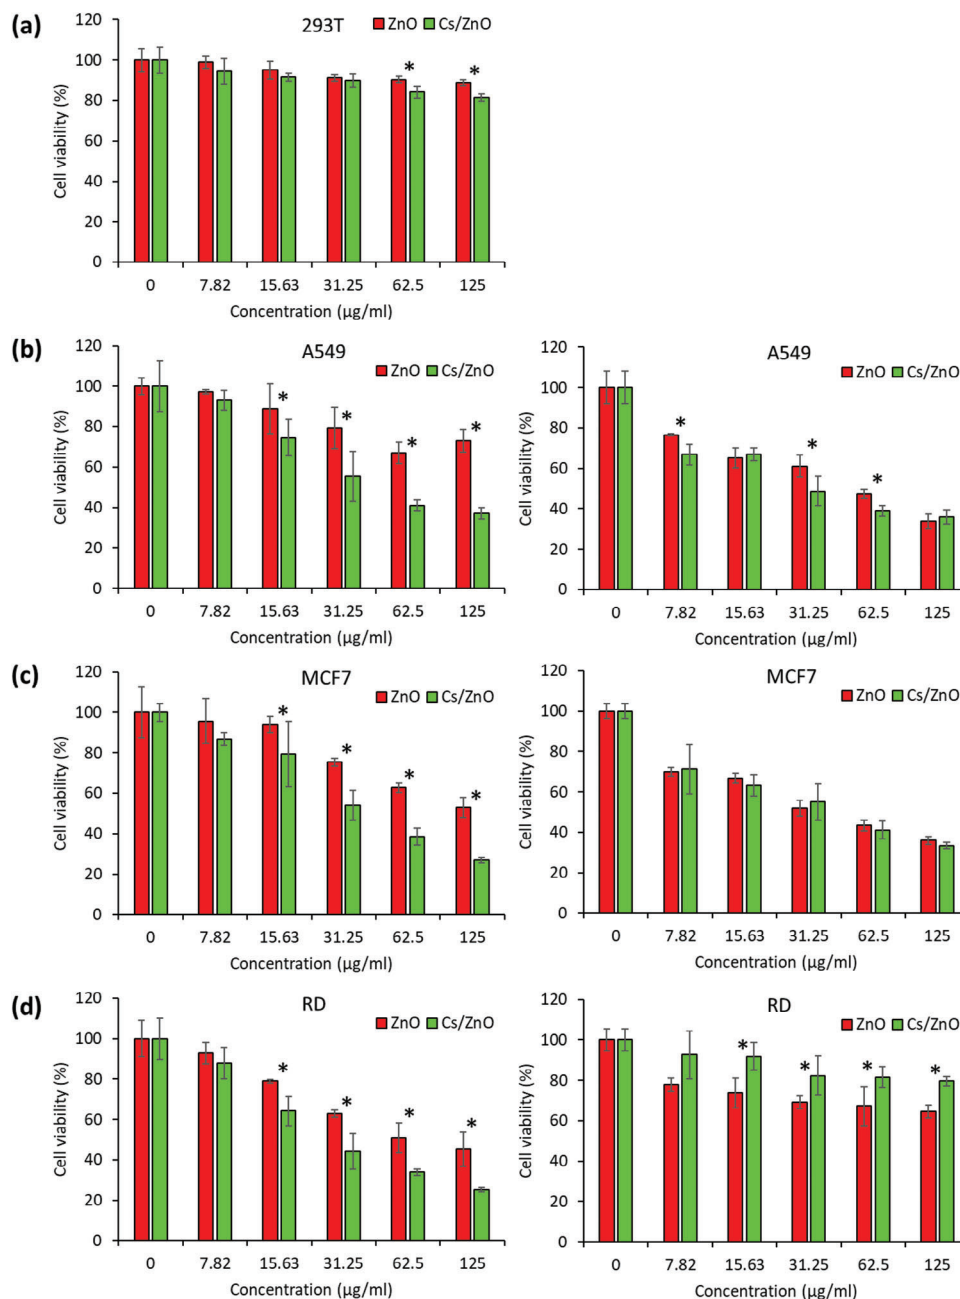 (a)
293T
ZnO Cs/ZnO
Cell viability (%)
120
100
80
60
40
20
0
* *
0 7.82 15.63 31.25 62.5 125
Concentration (µg/ml)
(b)
A549
ZnO Cs/ZnO
Cell viability (%)
120
100
80
60
40
20
0
* * * *
0 7.82 15.63 31.25 62.5 125
Concentration (µg/ml)
A549
ZnO Cs/ZnO
Cell viability (%)
120
100
80
60
40
20
0
* * *
0 7.82 15.63 31.25 62.5 125
Concentration (µg/ml)
(c)
MCF7
ZnO Cs/ZnO
Cell viability (%)
120
100
80
60
40
20
0
* * * *
0 7.82 15.63 31.25 62.5 125
Concentration (µg/ml)
MCF7
ZnO Cs/ZnO
Cell viability (%)
120
100
80
60
40
20
0
0 7.82 15.63 31.25 62.5 125
Concentration (µg/ml)
(d)
RD
ZnO Cs/ZnO
Cell viability (%)
120
100
80
60
40
20
0
* * * *
0 7.82 15.63 31.25 62.5 125
Concentration (µg/ml)
RD
ZnO Cs/ZnO
Cell viability (%)
120
100
80
60
40
20
0
* * * *
0 7.82 15.63 31.25 62.5 125
Concentration (µg/ml)